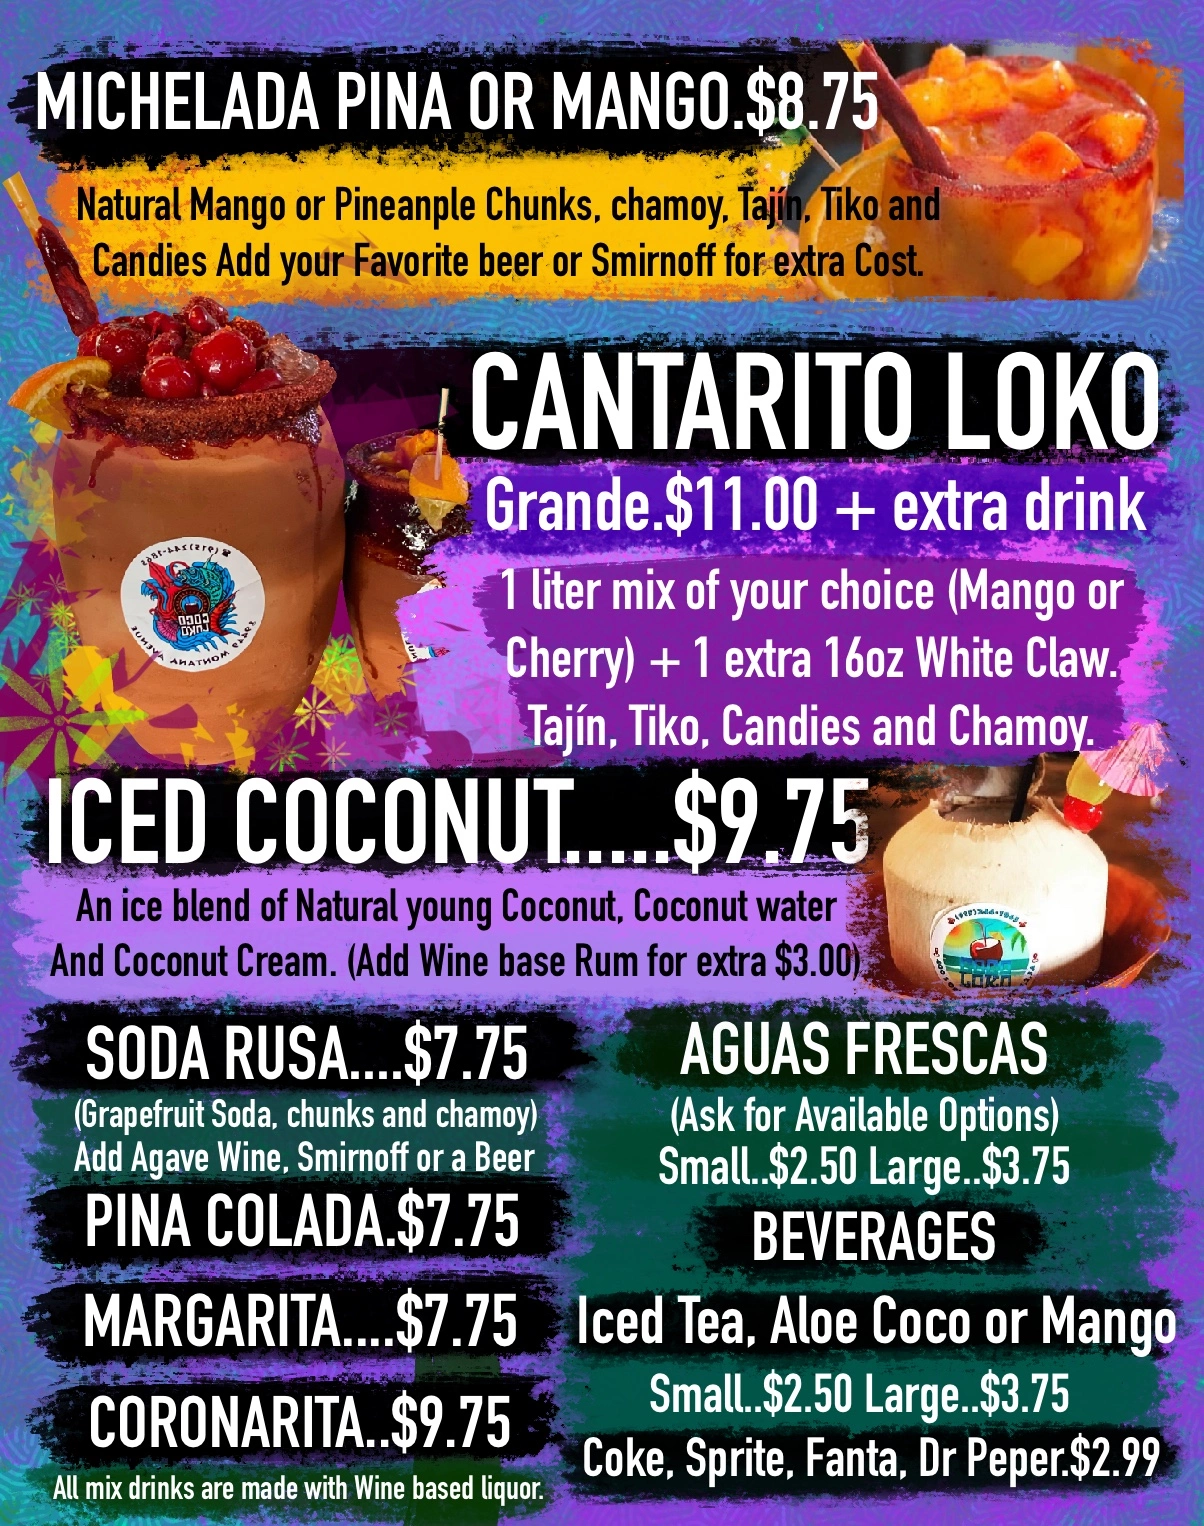 MICHELADA PINA OR MANGO.$8.75
Natural Mango or Pineanple Chunks, chamoy, Tajín, Tiko and
Candies Add your Favorite beer or Smirnoff for extra Cost.
CANTARITO LOKO
Grande.$11.00 + extra drink
1 liter mix of your choice (Mango or
Cherry) + 1 extra 16oz White Claw.
Tajín, Tiko, Candies and Chamoy.
COCO
LOKO
MONTANA AVENUE
ICED COCONUT.....$9.75
An ice blend of Natural young Coconut, Coconut water
And Coconut Cream. (Add Wine base Rum for extra $3.00)
SODA RUSA....$7.75
(Grapefruit Soda, chunks and chamoy)
Add Agave Wine, Smirnoff or a Beer
PINA COLADA.$7.75
MARGARITA....$7.75
CORONARITA..$9.75
All mix drinks are made with Wine based liquor.
AGUAS FRESCAS
(Ask for Available Options)
Small..$2.50 Large..$3.75
BEVERAGES
Iced Tea, Aloe Coco or Mango
Small..$2.50 Large..$3.75
Coke, Sprite, Fanta, Dr Peper.$2.99